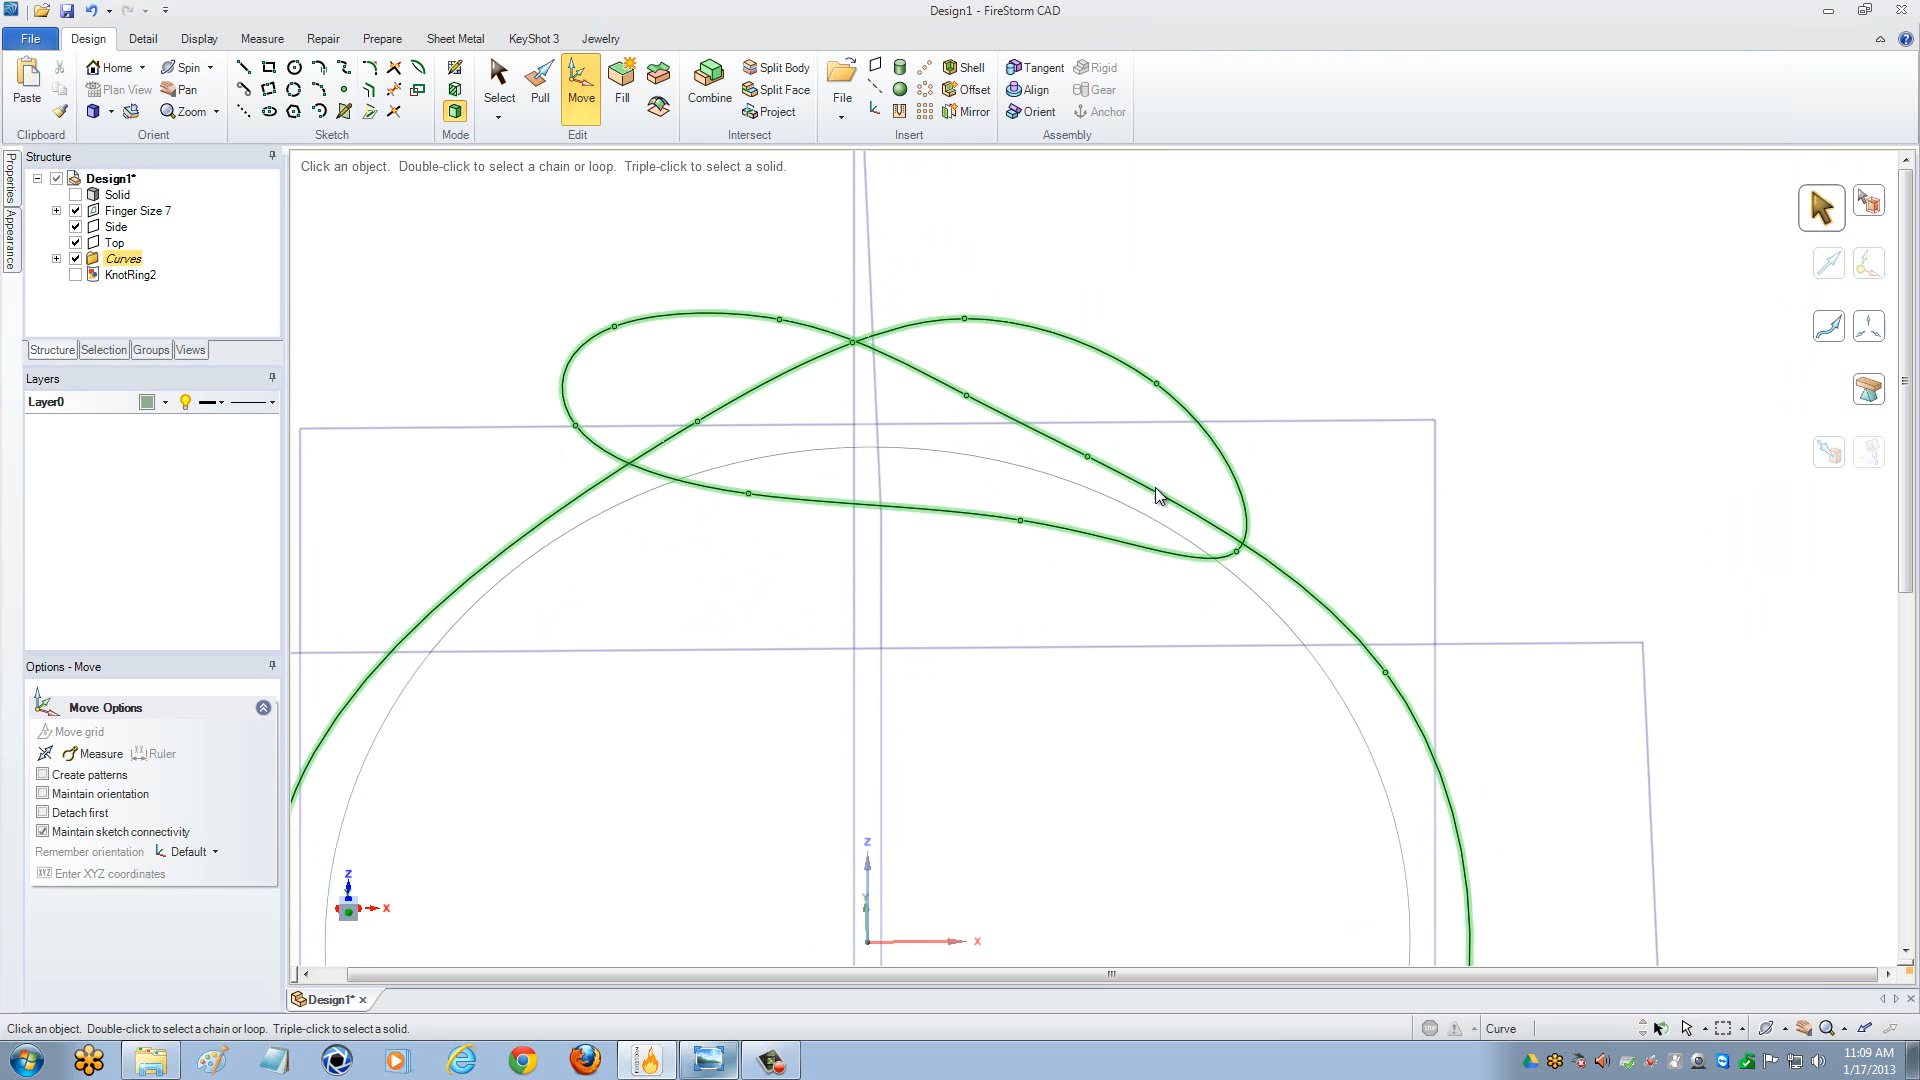 Design1 - FireStorm CAD
File Design Detail Display Measure Repair Prepare Sheet Metal KeyShot 3 Jewelry
Paste
Clipboard
Home Spin
Plan View Pan
Zoom
Orient
Sketch
Mode
Select Pull Move Fill
Edit
Combine
Split Body
Split Face
Project
Intersect
File
Shell
Offset
Mirror
Insert
Tangent Rigid
Align Gear
Orient Anchor
Assembly
Properties
Appearance
Structure
Design1*
Solid
Finger Size 7
Side
Top
Curves
KnotRing2
Structure Selection Groups Views
Layers
Layer0
Options - Move
Move Options
Move grid
Measure Ruler
Create patterns
Maintain orientation
Detach first
Maintain sketch connectivity
Remember orientation Default
XYZ Enter XYZ coordinates
Click an object. Double-click to select a chain or loop. Triple-click to select a solid.
Z
X
Z
X
Design1*
Click an object. Double-click to select a chain or loop. Triple-click to select a solid.
Curve
11:09 AM
1/17/2013